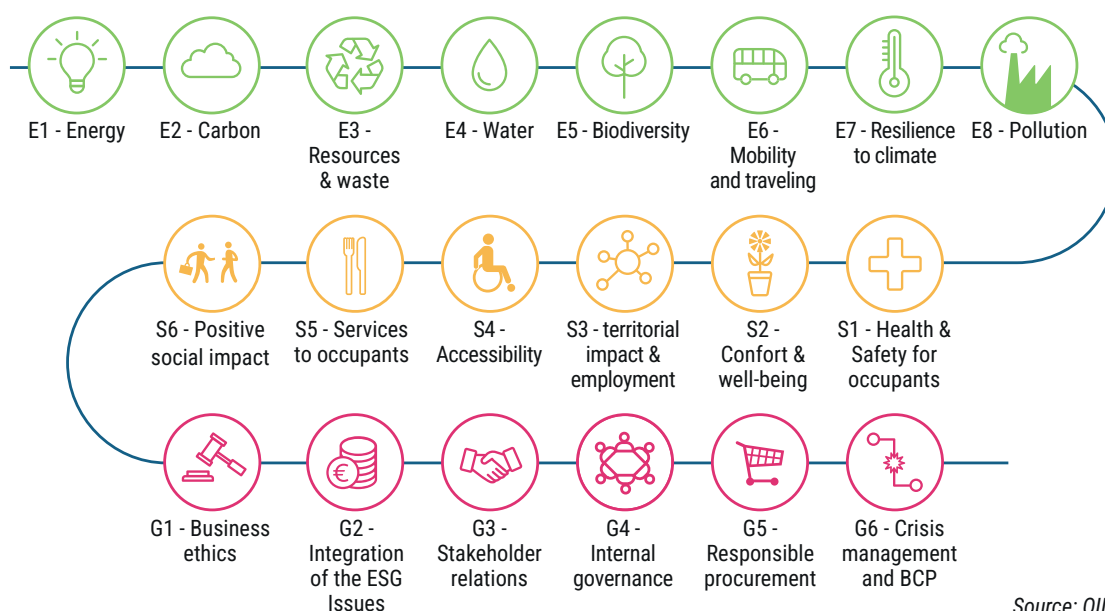 E1 - Energy
E2 - Carbon
E3 -
Resources
& waste
E4 - Water
E5 - Biodiversity
E6 -
Mobility
and traveling
E7 - Resilience
to climate
E8 - Pollution
S6 - Positive
social impact
S5 - Services
to occupants
S4 -
Accessibility
S3 - territorial
impact &
employment
S2 -
Confort &
well-being
S1 - Health &
Safety for
occupants
€
G1 - Business
ethics
G2 -
Integration
of the ESG
Issues
G3 -
Stakeholder
relations
G4 -
Internal
governance
G5 -
Responsible
procurement
G6 - Crisis
management
and BCP
Source: